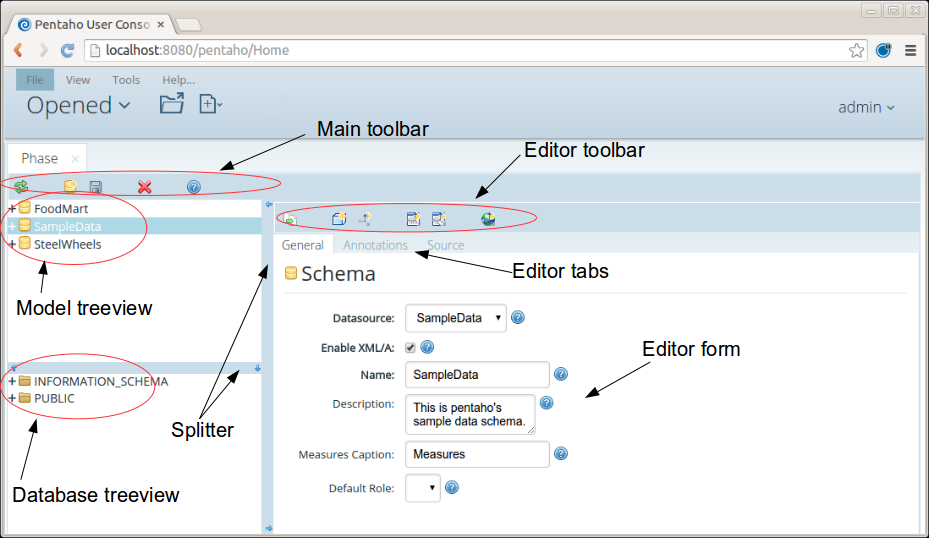 Pentaho User Conso
localhost:8080/pentaho/Home
File View Tools Help...
Opened
admin
Main toolbar
Editor toolbar
Phase
FoodMart
SampleData
SteelWheels
General Annotations Source
Editor tabs
Schema
Model treeview
Datasource: SampleData
Enable XML/A:
Editor form
Name: SampleData
INFORMATION_SCHEMA
PUBLIC
Description: This is pentaho's
sample data schema.
Splitter
Measures Caption: Measures
Default Role:
Database treeview